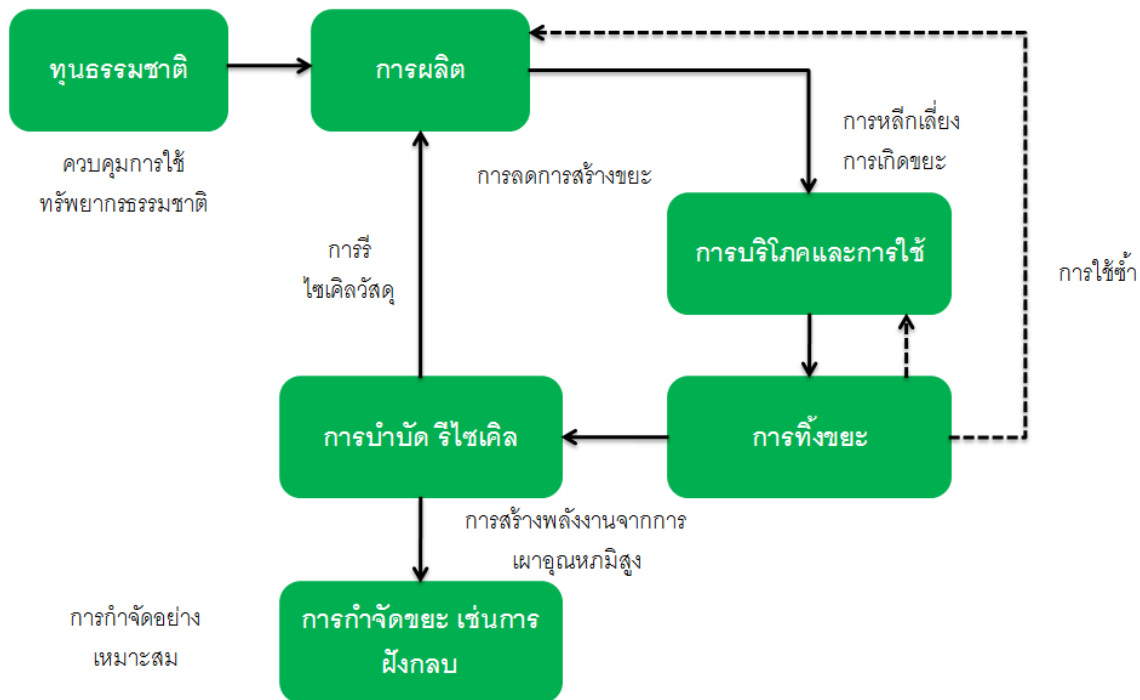 ทุนธรรมชาติ
การผลิต
การหลีกเลี่ยง
การเกิดขยะ
ควบคุมการใช้
ทรัพยากรธรรมชาติ
การลดการสร้างขยะ
การรี
ไซเคิลวัสดุ
การบริโภคและการใช้
การใช้ซ้ำ
การบำบัด รีไซเคิล
การทิ้งขยะ
การสร้างพลังงานจากการ
เผาอุณหภมิสูง
การกำจัดอย่าง
เหมาะสม
การกำจัดขยะ เช่นการ
ฝังกลบ